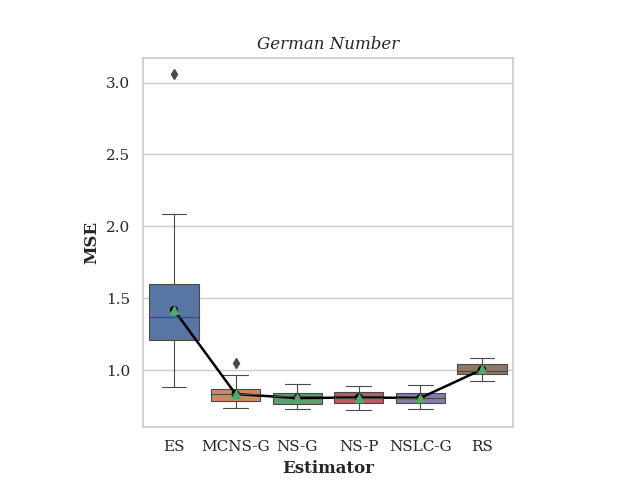 German Number
3.0
2.5
2.0
1.5
1.0
MSE
ES MCNS-G NS-G NS-P NSLC-G RS
Estimator